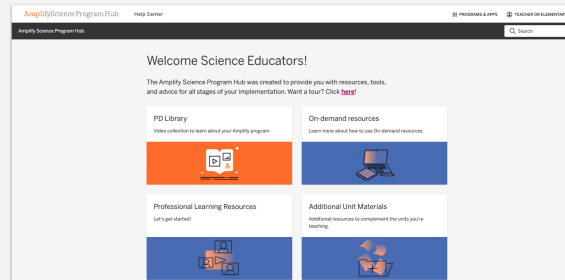 AmplifyScience Program Hub
Help Center
PROGRAMS & APPS
TEACHER OR ELEMENTAR
Amplify Science Program Hub
Search
Welcome Science Educators!
The Amplify Science Program Hub was created to provide you with resources, tools,
and advice for all stages of your implementation. Want a tour? Click here!
PD Library
Video collection to learn about your Amplify program
A
On-demand resources
Learn more about how to use On-demand resources.
Professional Learning Resources
Let's get started!
Additional Unit Materials
Additional resources to complement the units you're
teaching.